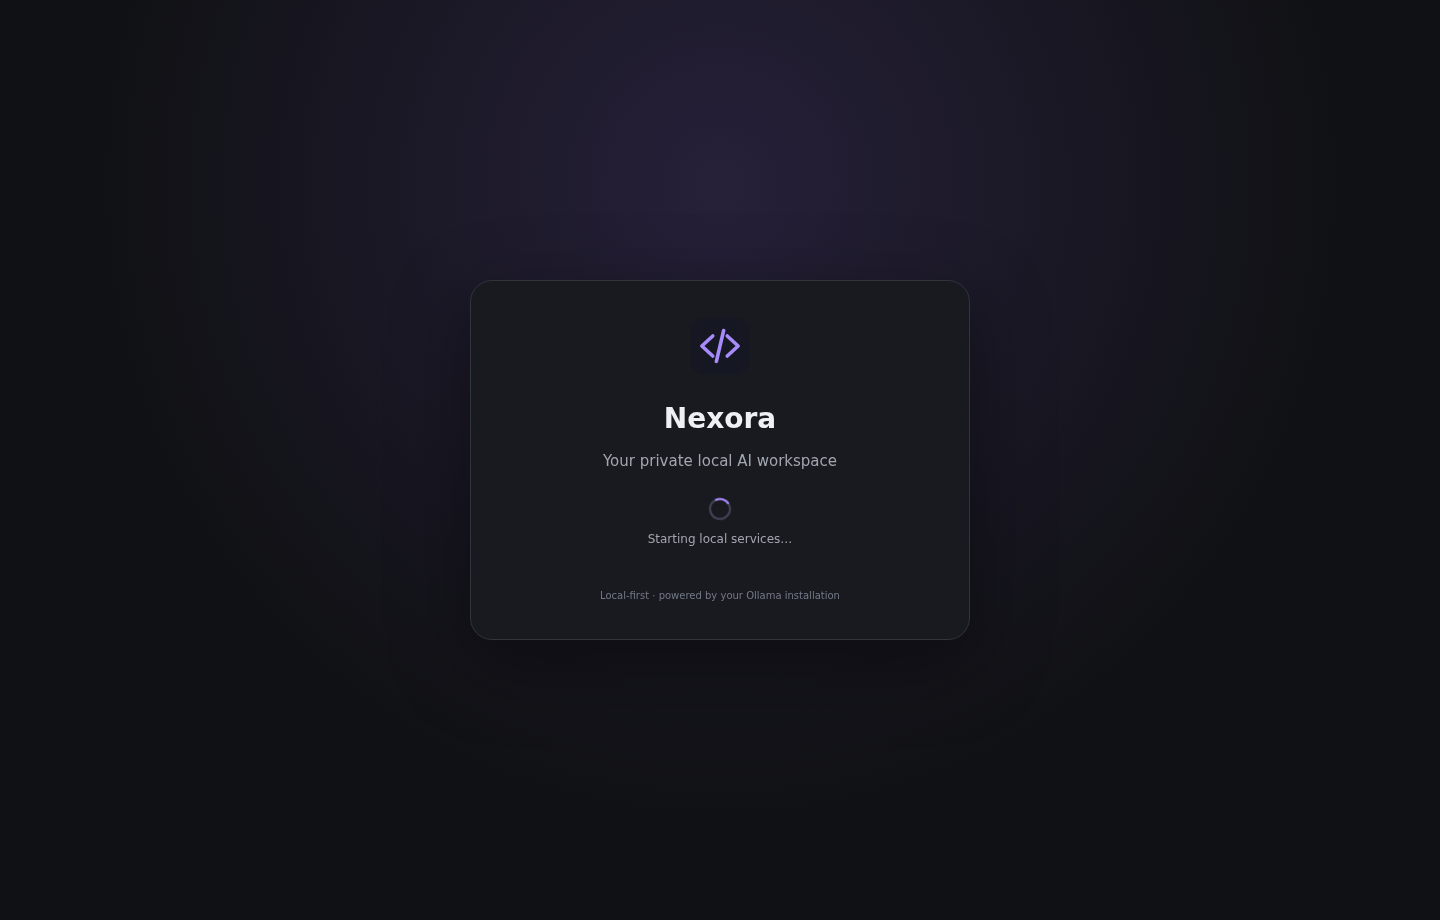 Nexora
Your private local AI workspace
Starting local services…
Local-first · powered by your Ollama installation